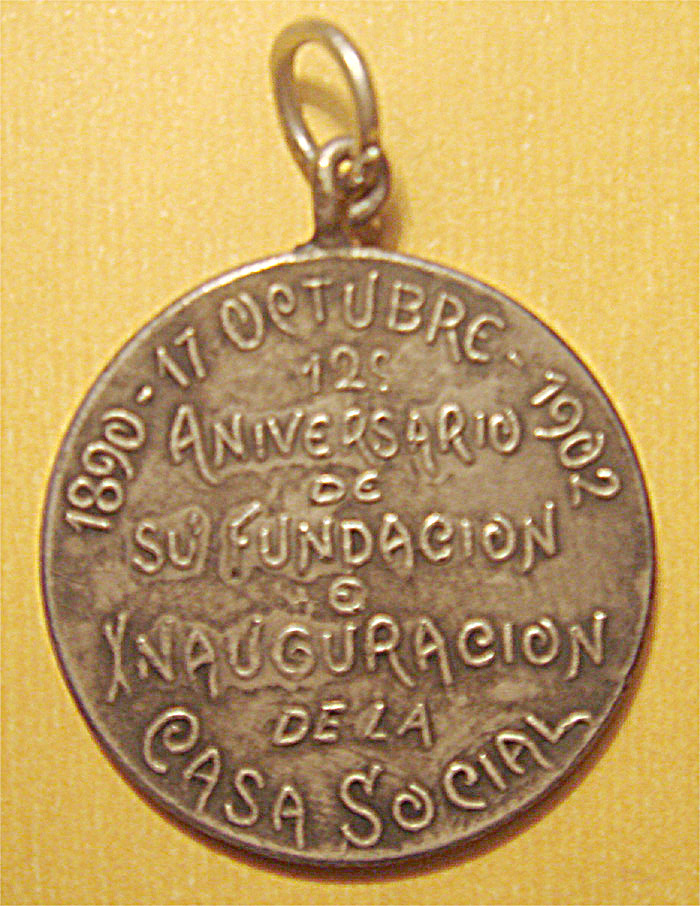 1890 - 17 OCTUBRE - 1902
12º
ANIVERSARIO
DE
SU FUNDACION
E
INAUGURACION
DE LA
CASA SOCIAL